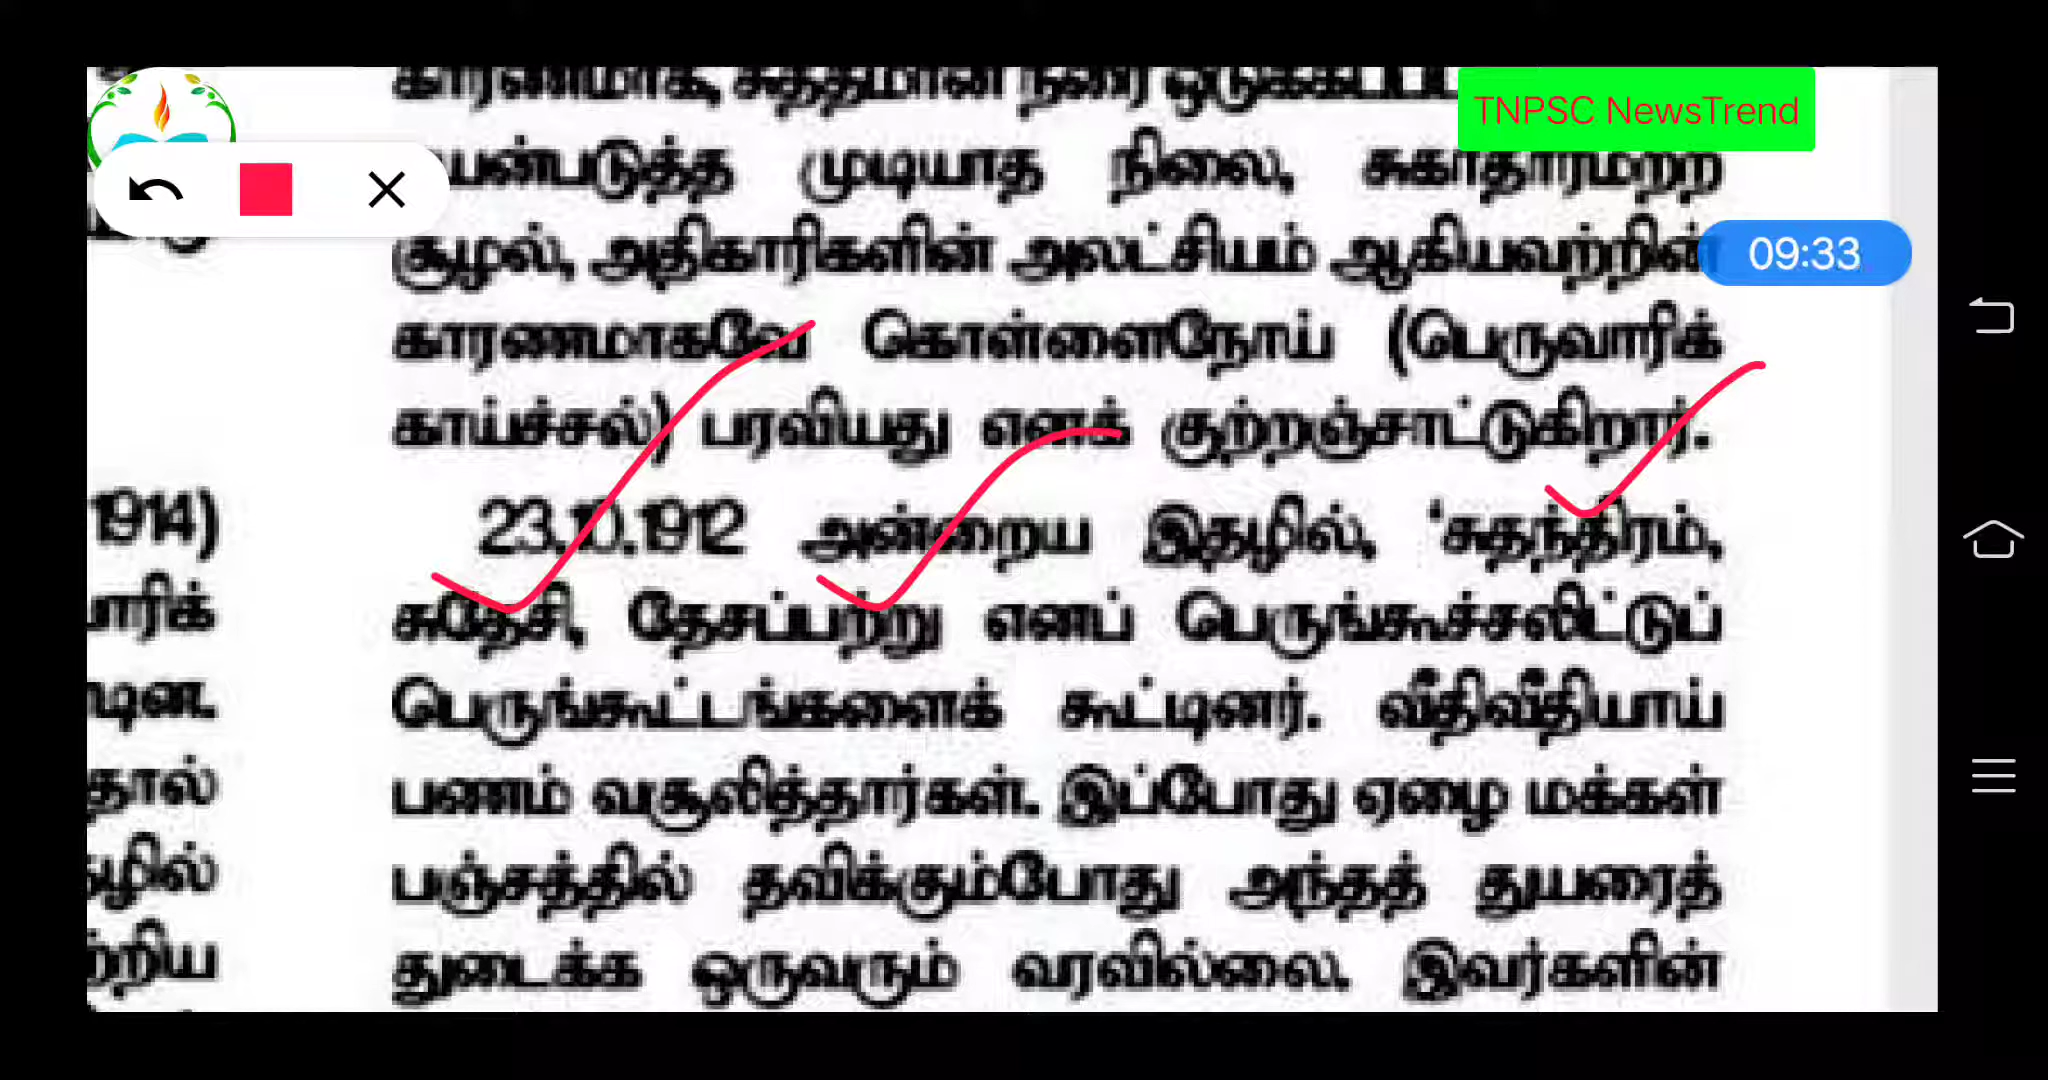 காரணமாக, சுத்தமான நீரை
TNPSC NewsTrend
முடியாத நிலை, சுகாதாரமற்ற
சூழல், அதிகாரிகளின் அலட்சியம் ஆகியவற்றின்
09:33
காரணமாகவே கொள்ளைநோய் (பெருவாரிக்
காய்ச்சல்) பரவியது எனக் குற்றஞ்சாட்டுகிறார்.
23.10.1912 அன்றைய இதழில், 'சுதந்திரம்,
சுதேசி, தேசப்பற்று எனப் பெருங்கூச்சலிட்டுப்
பெருங்கூட்டங்களைக் கூட்டினர். வீதிவீதியாய்
பணம் வசூலித்தார்கள். இப்போது ஏழை மக்கள்
பஞ்சத்தில் தவிக்கும்போது அந்தத் துயரைத்
துடைக்க ஒருவரும் வரவில்லை. இவர்களின்
1914)